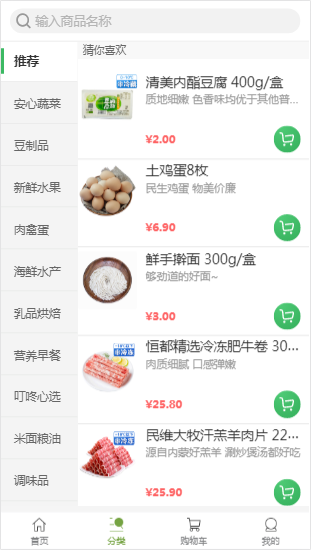 输入商品名称
推荐
安心蔬菜
豆制品
新鲜水果
肉禽蛋
海鲜水产
乳品烘焙
营养早餐
叮咚心选
米面粮油
调味品
猜你喜欢
清美内酯豆腐 400g/盒
质地细嫩 色香味均优于其他普...
¥2.00
土鸡蛋8枚
民生鸡蛋 物美价廉
¥6.90
鲜手擀面 300g/盒
够劲道的好面~
¥3.00
恒都精选冷冻肥牛卷 30...
肉质细腻 口感弹嫩
¥25.80
民维大牧汗羔羊肉片 22...
源自内蒙好羔羊 涮炒煲汤都好吃
¥25.90
首页
分类
购物车
我的